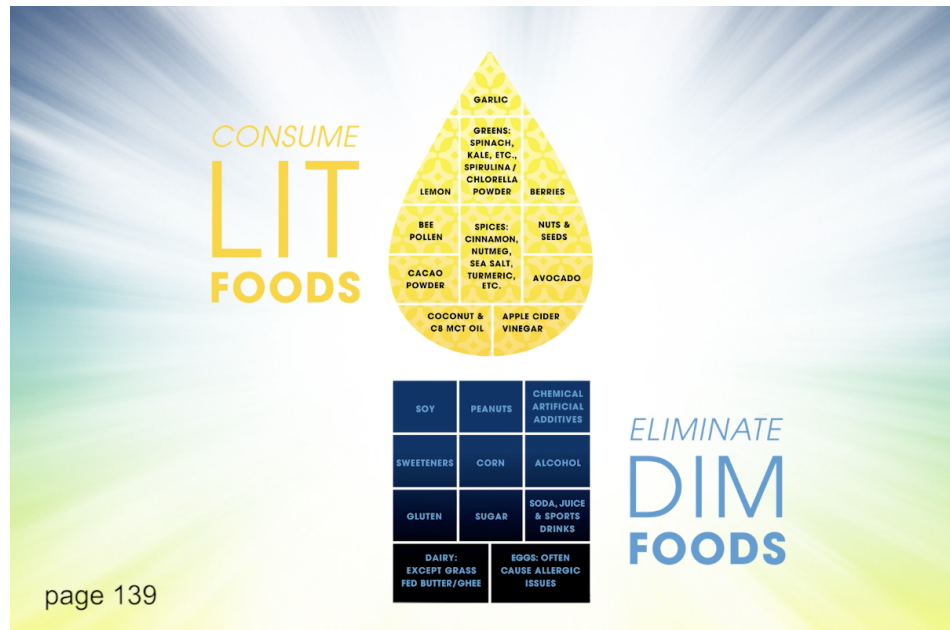 CONSUME
LIT
FOODS
GARLIC
GREENS:
SPINACH,
KALE, ETC.,
SPIRULINA/
CHLORELLA
POWDER
LEMON
BERRIES
BEE
POLLEN
SPICES:
CINNAMON,
NUTMEG,
SEA SALT,
TURMERIC,
ETC.
NUTS &
SEEDS
CACAO
POWDER
AVOCADO
COCONUT &
C8 MCT OIL
APPLE CIDER
VINEGAR
SOY
PEANUTS
CHEMICAL
ARTIFICIAL
ADDITIVES
SWEETENERS
CORN
ALCOHOL
GLUTEN
SUGAR
SODA, JUICE
& SPORTS
DRINKS
DAIRY:
EXCEPT GRASS
FED BUTTER/GHEE
EGGS: OFTEN
CAUSE ALLERGIC
ISSUES
ELIMINATE
DIM
FOODS
page 139